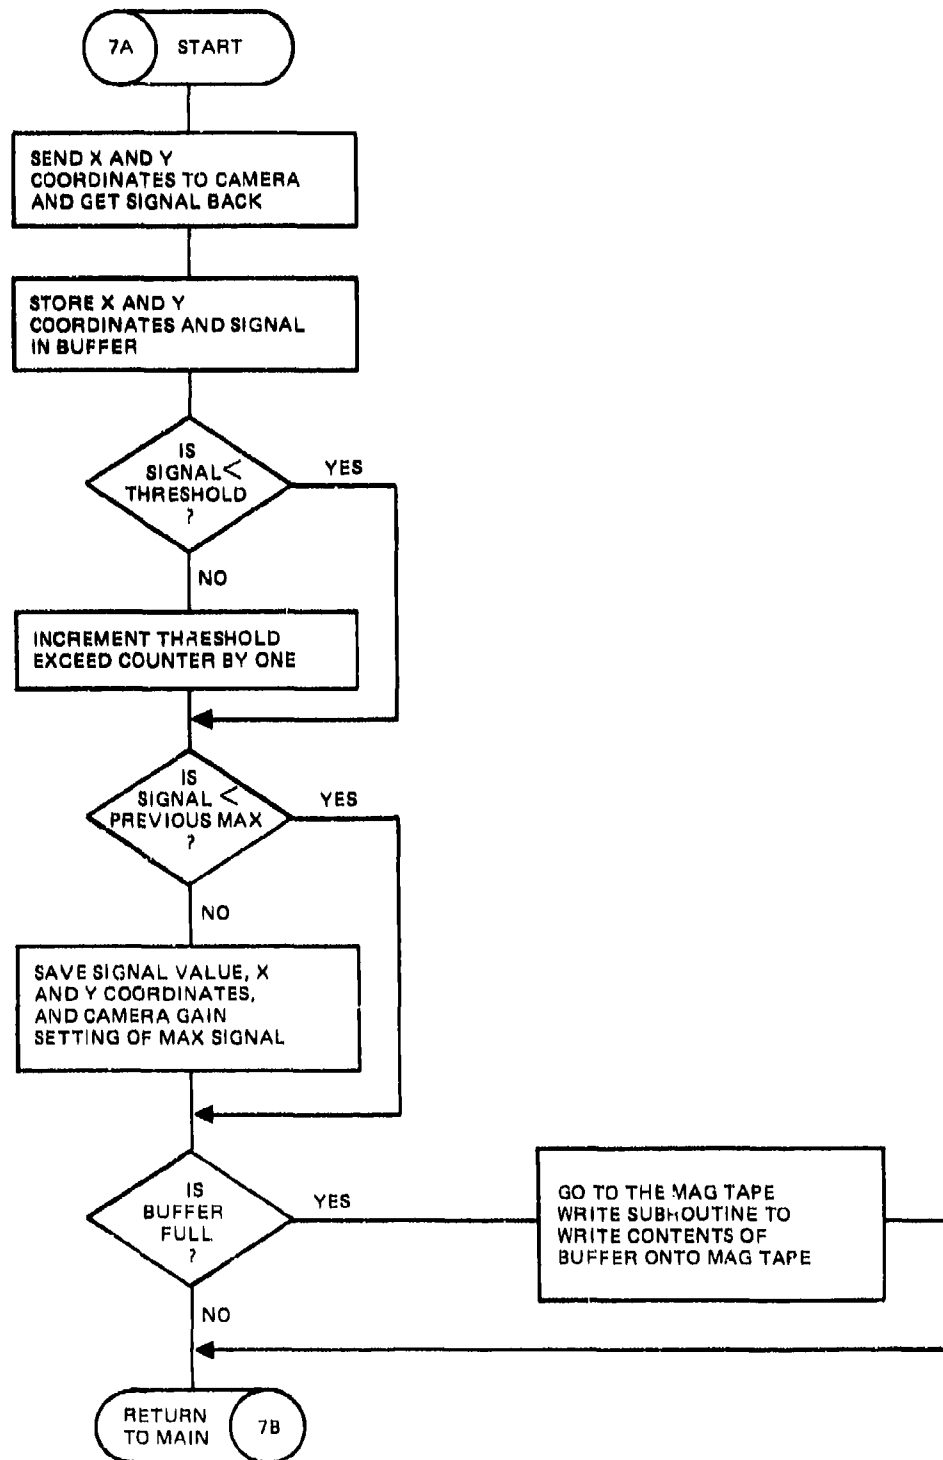 7A START
SEND X AND Y
COORDINATES TO CAMERA
AND GET SIGNAL BACK
STORE X AND Y
COORDINATES AND SIGNAL
IN BUFFER
IS
SIGNAL <
THRESHOLD
?
YES
NO
INCREMENT THRESHOLD
EXCEED COUNTER BY ONE
IS
SIGNAL <
PREVIOUS MAX
?
YES
NO
SAVE SIGNAL VALUE, X
AND Y COORDINATES,
AND CAMERA GAIN
SETTING OF MAX SIGNAL
IS
BUFFER
FULL
?
YES
GO TO THE MAG TAPE
WRITE SUBROUTINE TO
WRITE CONTENTS OF
BUFFER ONTO MAG TAPE
NO
RETURN
TO MAIN
7B